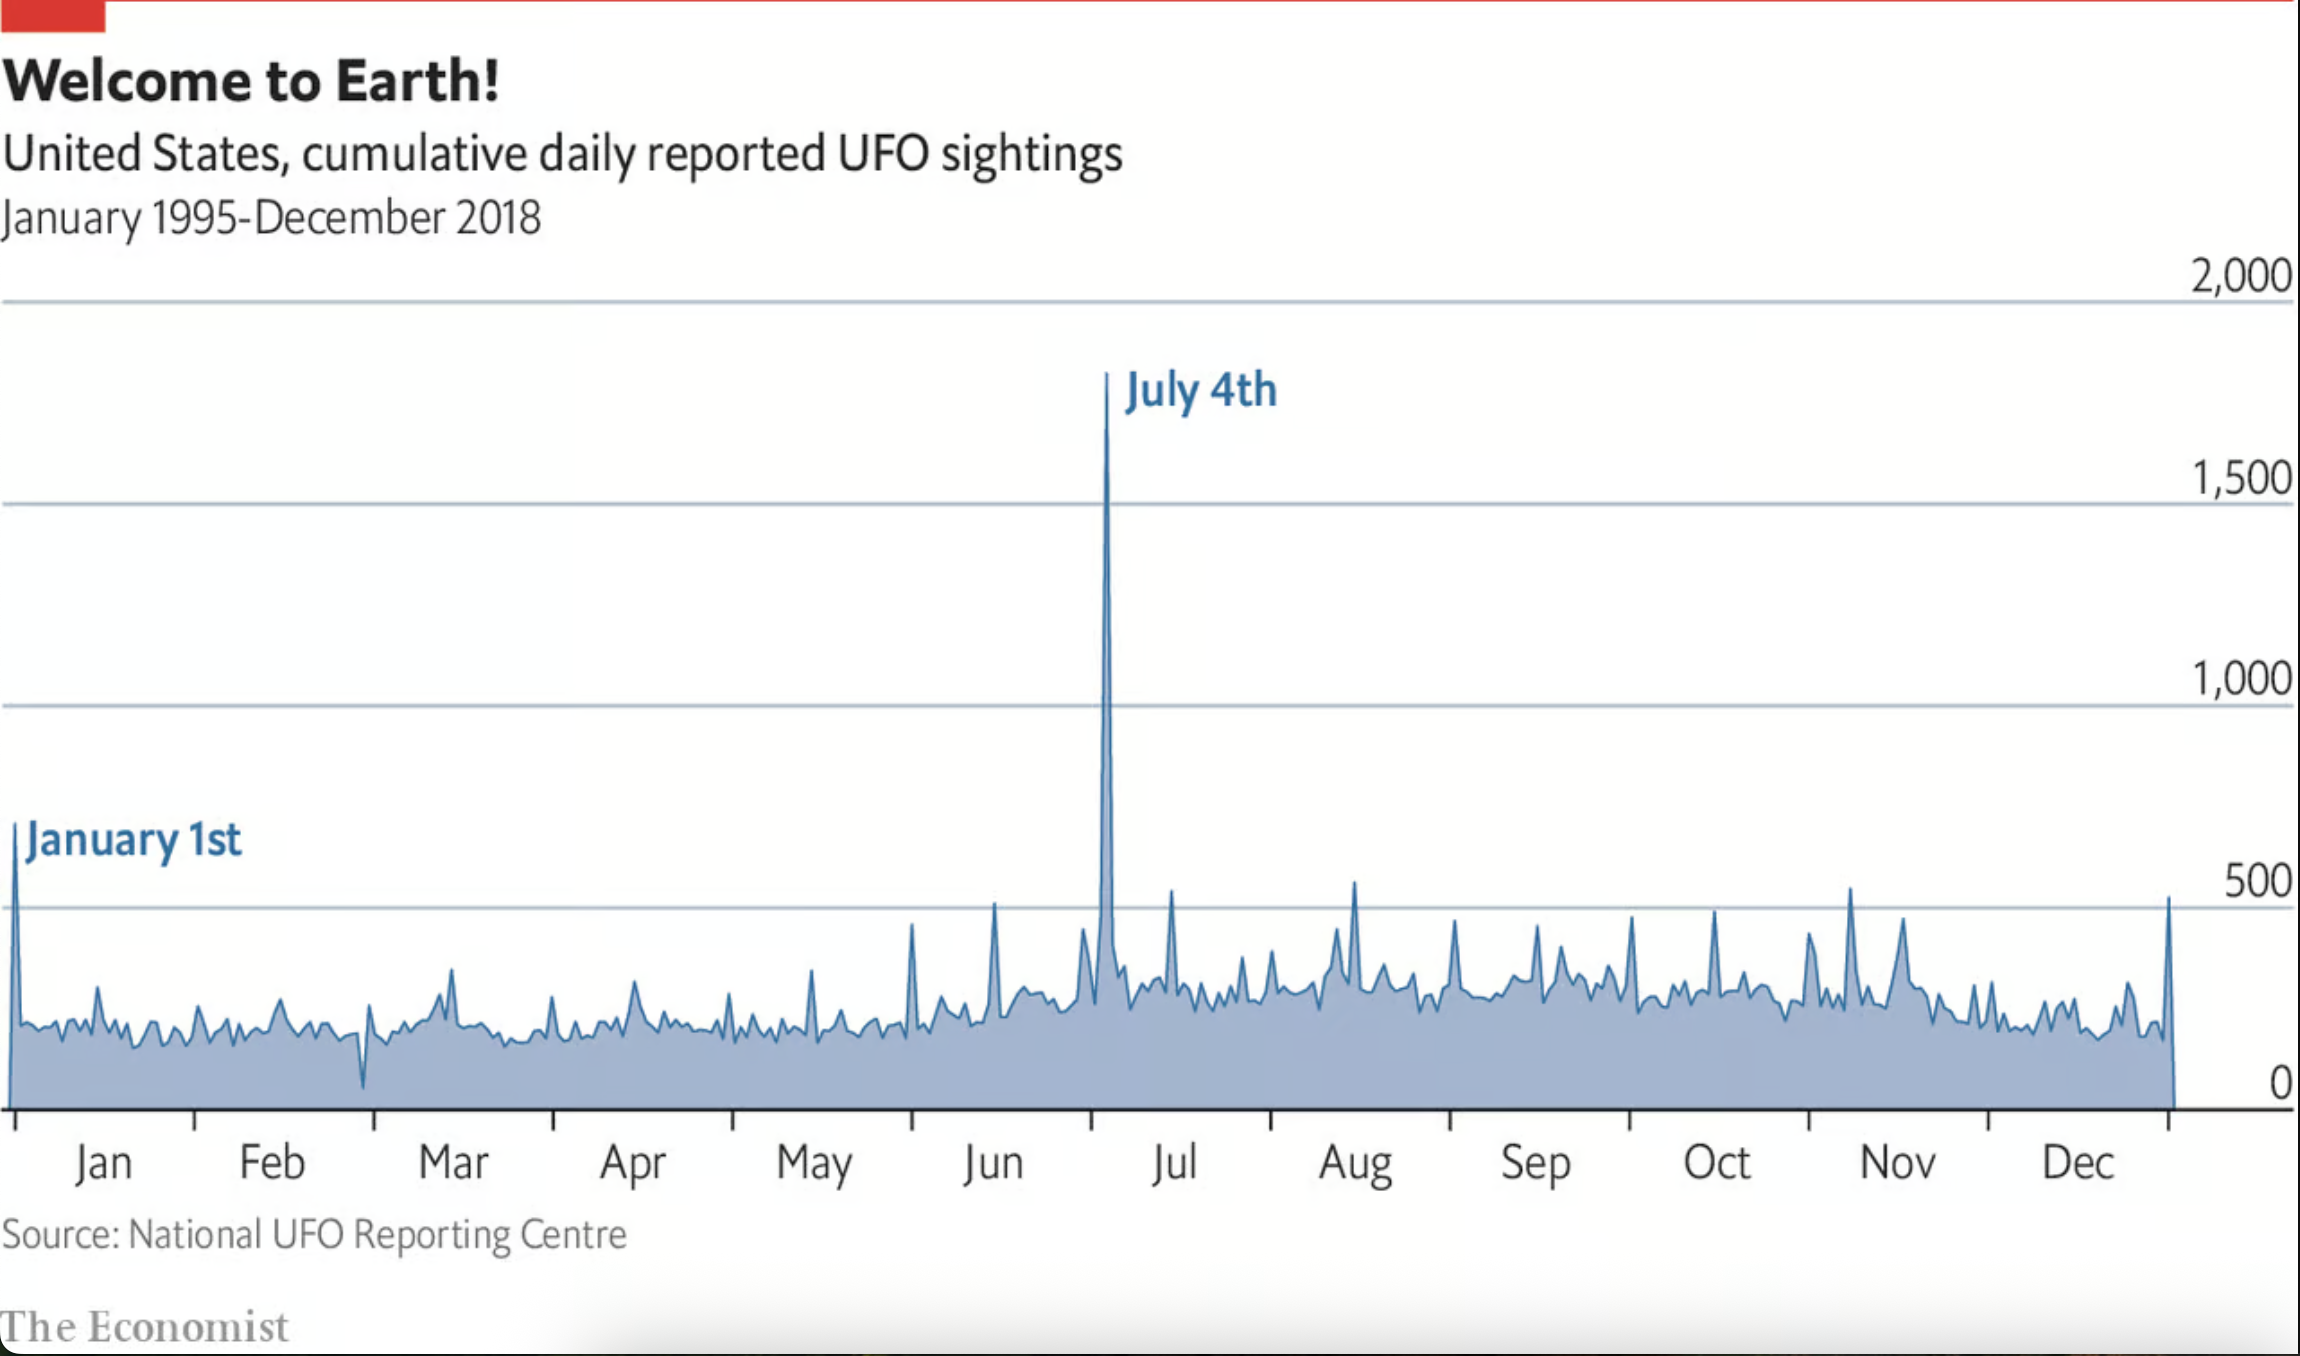 Welcome to Earth!
United States, cumulative daily reported UFO sightings
January 1995-December 2018
2,000
July 4th
1,500
1,000
January 1st
500
0
Jan Feb Mar Apr May Jun Jul Aug Sep Oct Nov Dec
Source: National UFO Reporting Centre
The Economist